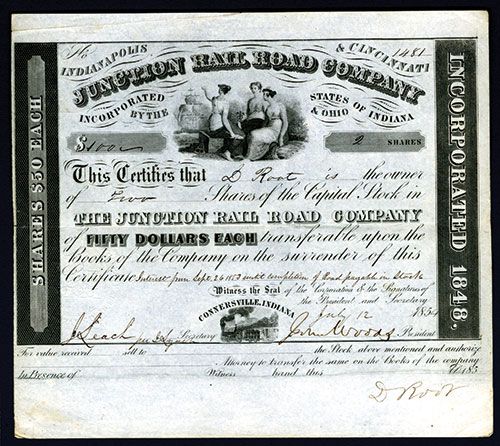 No 1481
INDIANAPOLIS & CINCINNATI
JUNCTION RAIL ROAD COMPANY
INCORPORATED BY THE STATES OF INDIANA & OHIO
$100 2 SHARES
This Certifies that D Root is the owner
of Two Shares of the Capital Stock in
THE JUNCTION RAIL ROAD COMPANY
of FIFTY DOLLARS EACH transferable upon the
Books of the Company on the surrender of this
Certificate Interest from Sept. 26 1853 until completion of Road payable in Stock
Witness the Seal of the Corporation & the Signatures of
the President and Secretary
CONNERSVILLE, INDIANA
July 12 1854
J Leach Secretary John Woods President
For value received sell to the Stock above mentioned and authorize
Attorney to transfer the same on the Books of the company
In Presence of Witness hand this 185
D Root
SHARES $50 EACH
INCORPORATED 1848.